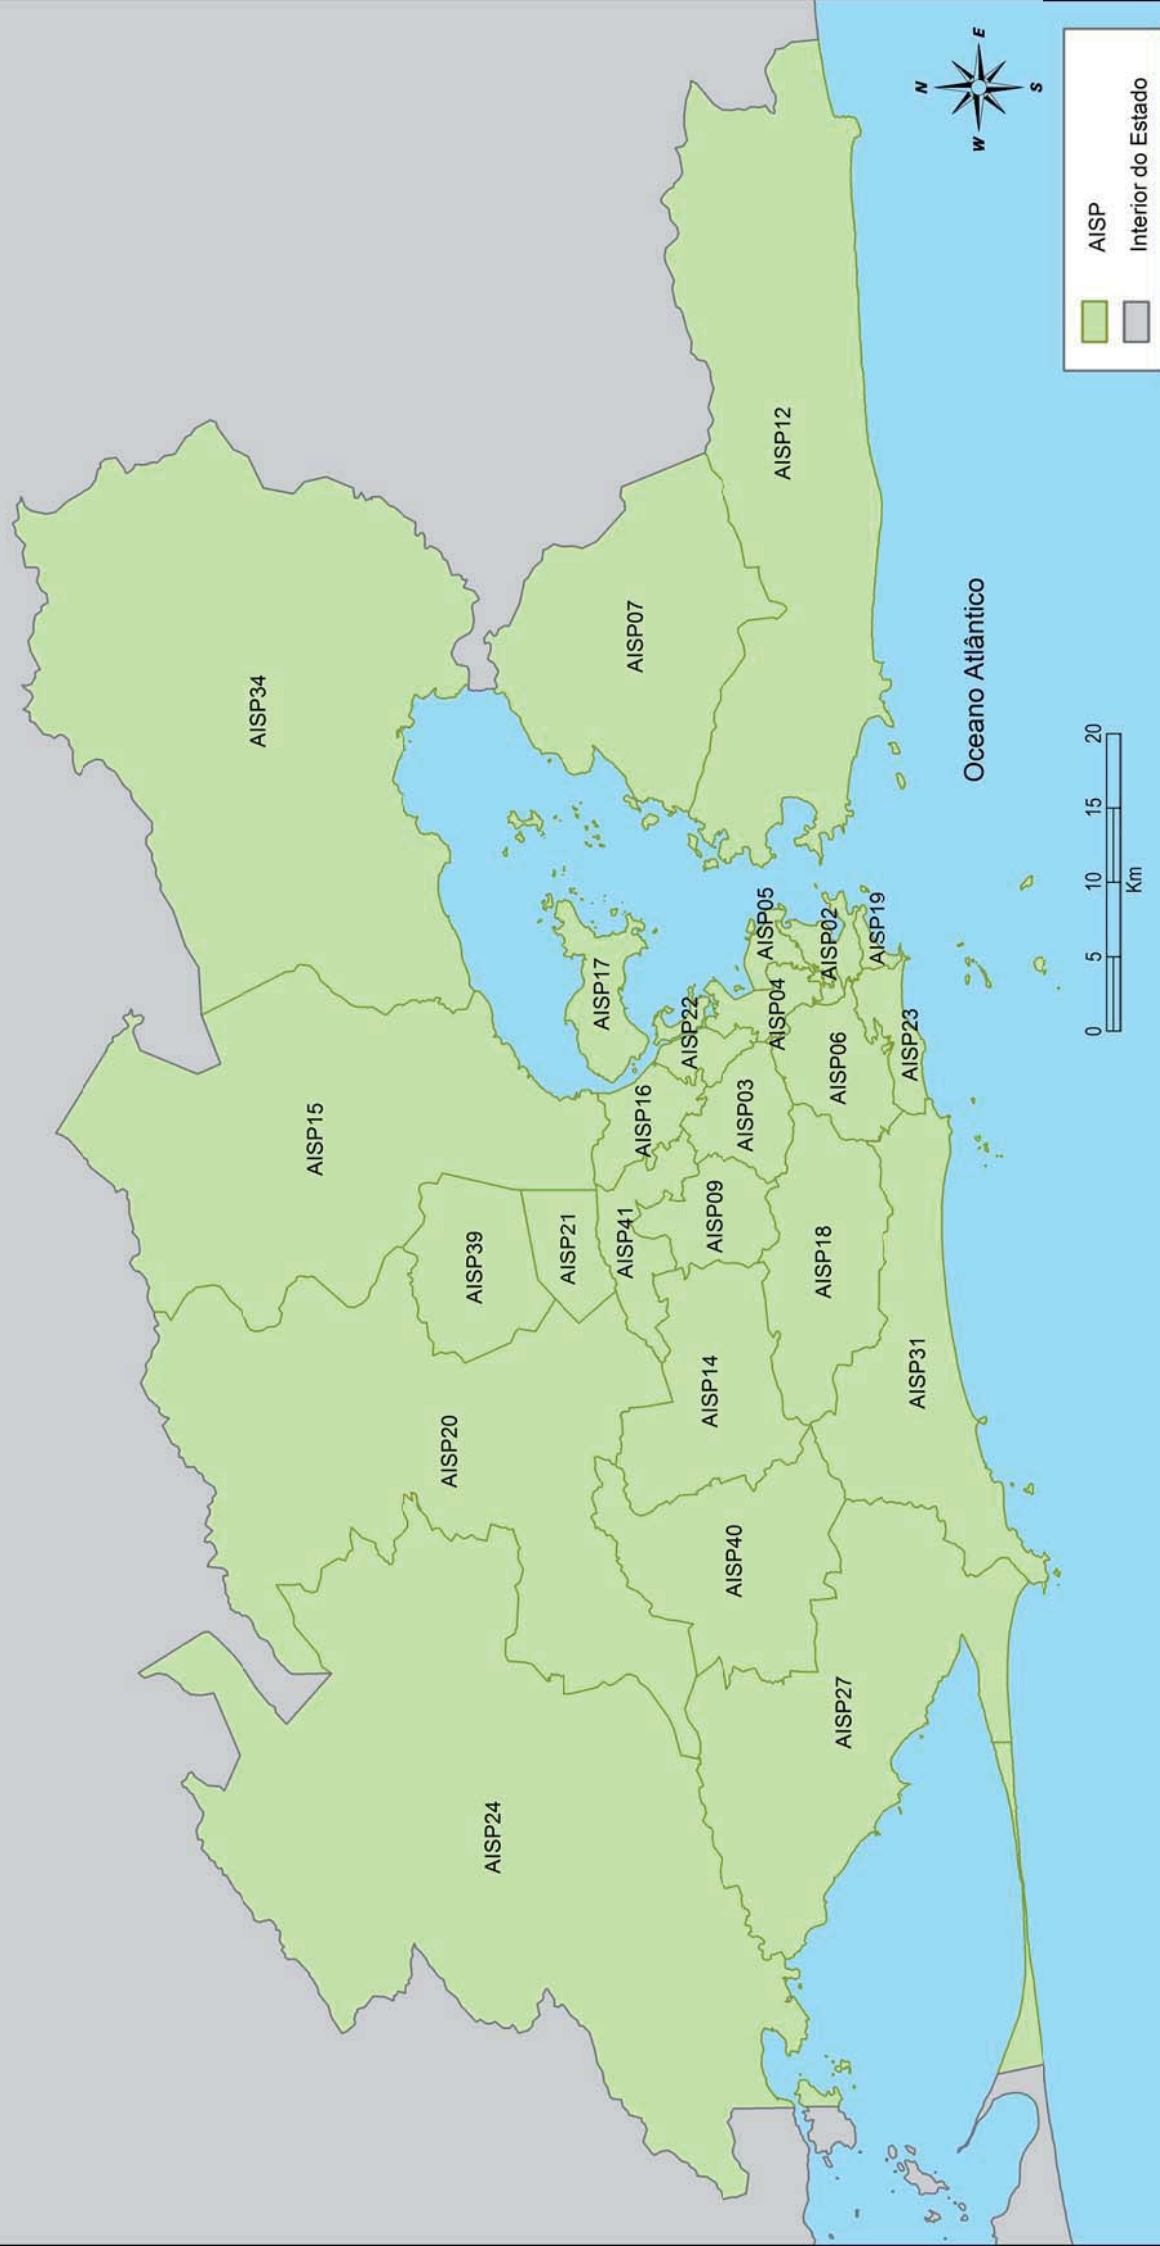 AISP34
AISP15
AISP20
AISP24
AISP39
AISP21
AISP41
AISP16
AISP17
AISP22
AISP07
AISP12
AISP05
AISP02
AISP19
AISP04
AISP06
AISP23
AISP03
AISP09
AISP18
AISP14
AISP31
AISP40
AISP27
Oceano Atlântico
N
W
E
S
0 5 10 15 20
Km
AISP
Interior do Estado